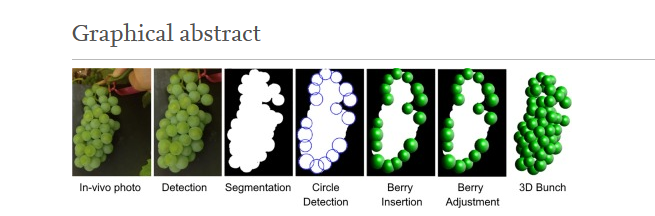 Graphical abstract
In-vivo photo
Detection
Segmentation
Circle
Detection
Berry
Insertion
Berry
Adjustment
3D Bunch